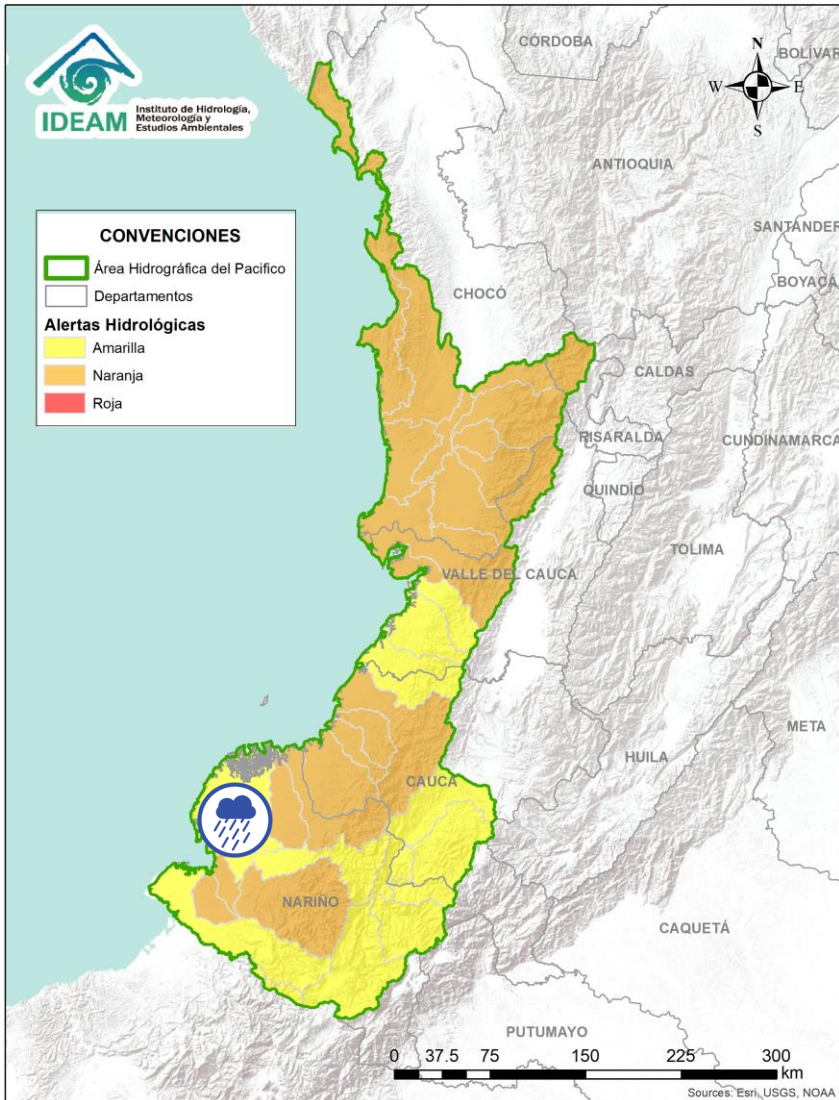 IDEAM
Instituto de Hidrología,
Meteorología y
Estudios Ambientales
CÓRDOBA
BOLÍVAR
N
W
E
S
ANTIOQUIA
SANTANDER
CONVENCIONES
Área Hidrográfica del Pacifico
Departamentos
Alertas Hidrológicas
Amarilla
Naranja
Roja
BOYACÁ
CHOCÓ
CALDAS
RISARALDA
CUNDINAMARCA
QUINDÍO
TOLIMA
VALLE DEL CAUCA
META
HUILA
CAUCA
NARIÑO
CAQUETÁ
PUTUMAYO
0 37.5 75 150 225 300
km
Sources: Esri, USGS, NOAA